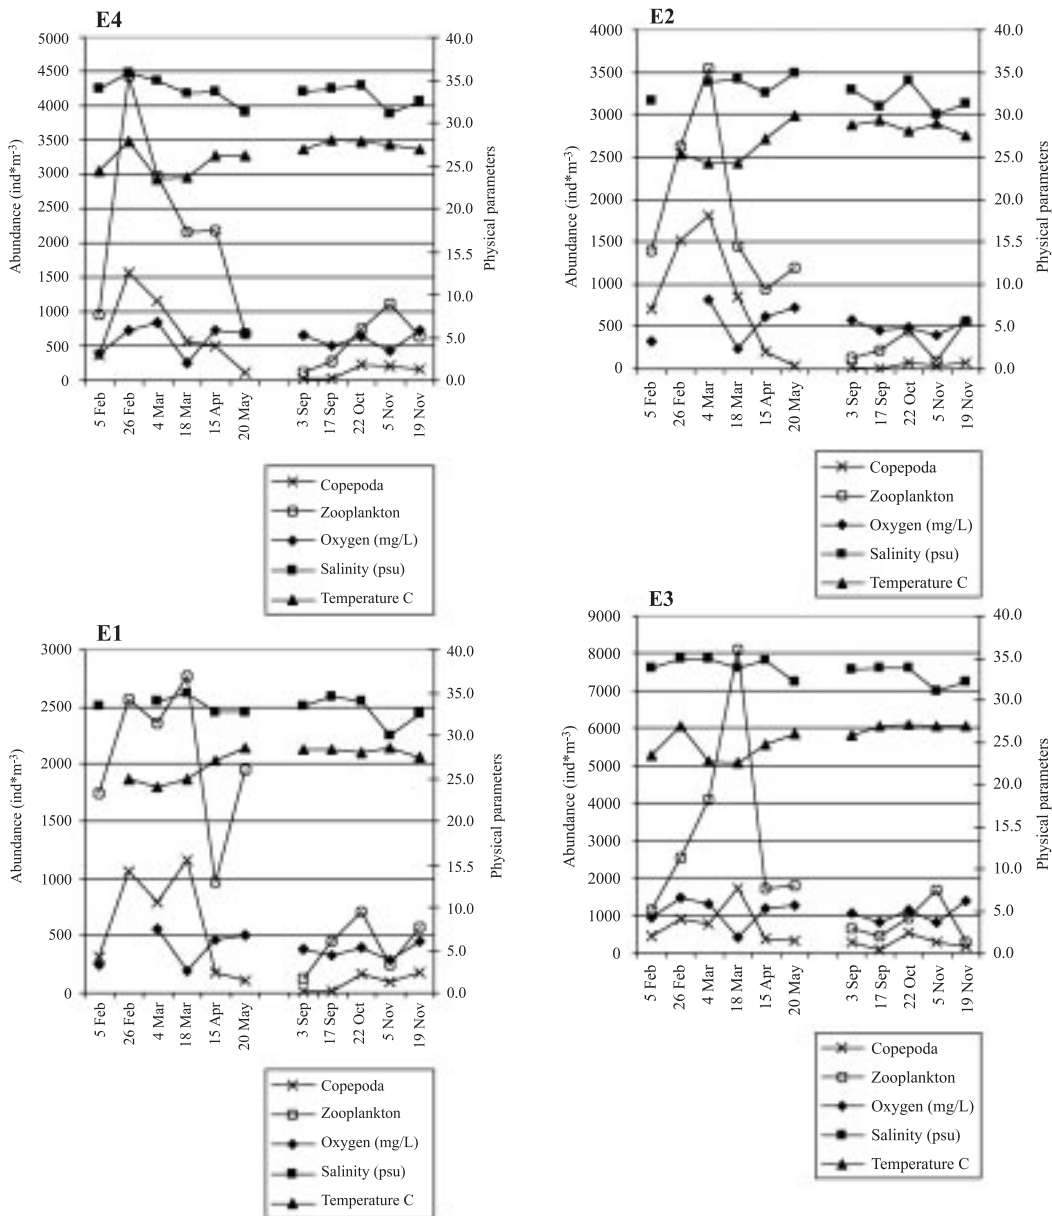 E4
5000
4500
4000
3500
3000
2500
2000
1500
1000
500
0
Abundance (ind*m-3)
40.0
35.0
30.0
25.0
20.0
15.5
10.0
5.0
0.0
Physical parameters
5 Feb
26 Feb
4 Mar
18 Mar
15 Apr
20 May
3 Sep
17 Sep
22 Oct
5 Nov
19 Nov
Copepoda
Zooplankton
Oxygen (mg/L)
Salinity (psu)
Temperature C
E2
4000
3500
3000
2500
2000
1500
1000
500
0
Abundance (ind*m-3)
40.0
35.0
30.0
25.0
20.0
15.5
10.0
5.0
0.0
Physical parameters
5 Feb
26 Feb
4 Mar
18 Mar
15 Apr
20 May
3 Sep
17 Sep
22 Oct
5 Nov
19 Nov
Copepoda
Zooplankton
Oxygen (mg/L)
Salinity (psu)
Temperature C
E1
3000
2500
2000
1500
1000
500
0
Abundance (ind*m-3)
40.0
35.0
30.0
25.0
20.0
15.5
10.0
5.0
0.0
Physical parameters
5 Feb
26 Feb
4 Mar
18 Mar
15 Apr
20 May
3 Sep
17 Sep
22 Oct
5 Nov
19 Nov
Copepoda
Zooplankton
Oxygen (mg/L)
Salinity (psu)
Temperature C
E3
9000
8000
7000
6000
5000
4000
3000
2000
1000
0
Abundance (ind*m-3)
40.0
35.0
30.0
25.0
20.0
15.5
10.0
5.0
0.0
Physical parameters
5 Feb
26 Feb
4 Mar
18 Mar
15 Apr
20 May
3 Sep
17 Sep
22 Oct
5 Nov
19 Nov
Copepoda
Zooplankton
Oxygen (mg/L)
Salinity (psu)
Temperature C